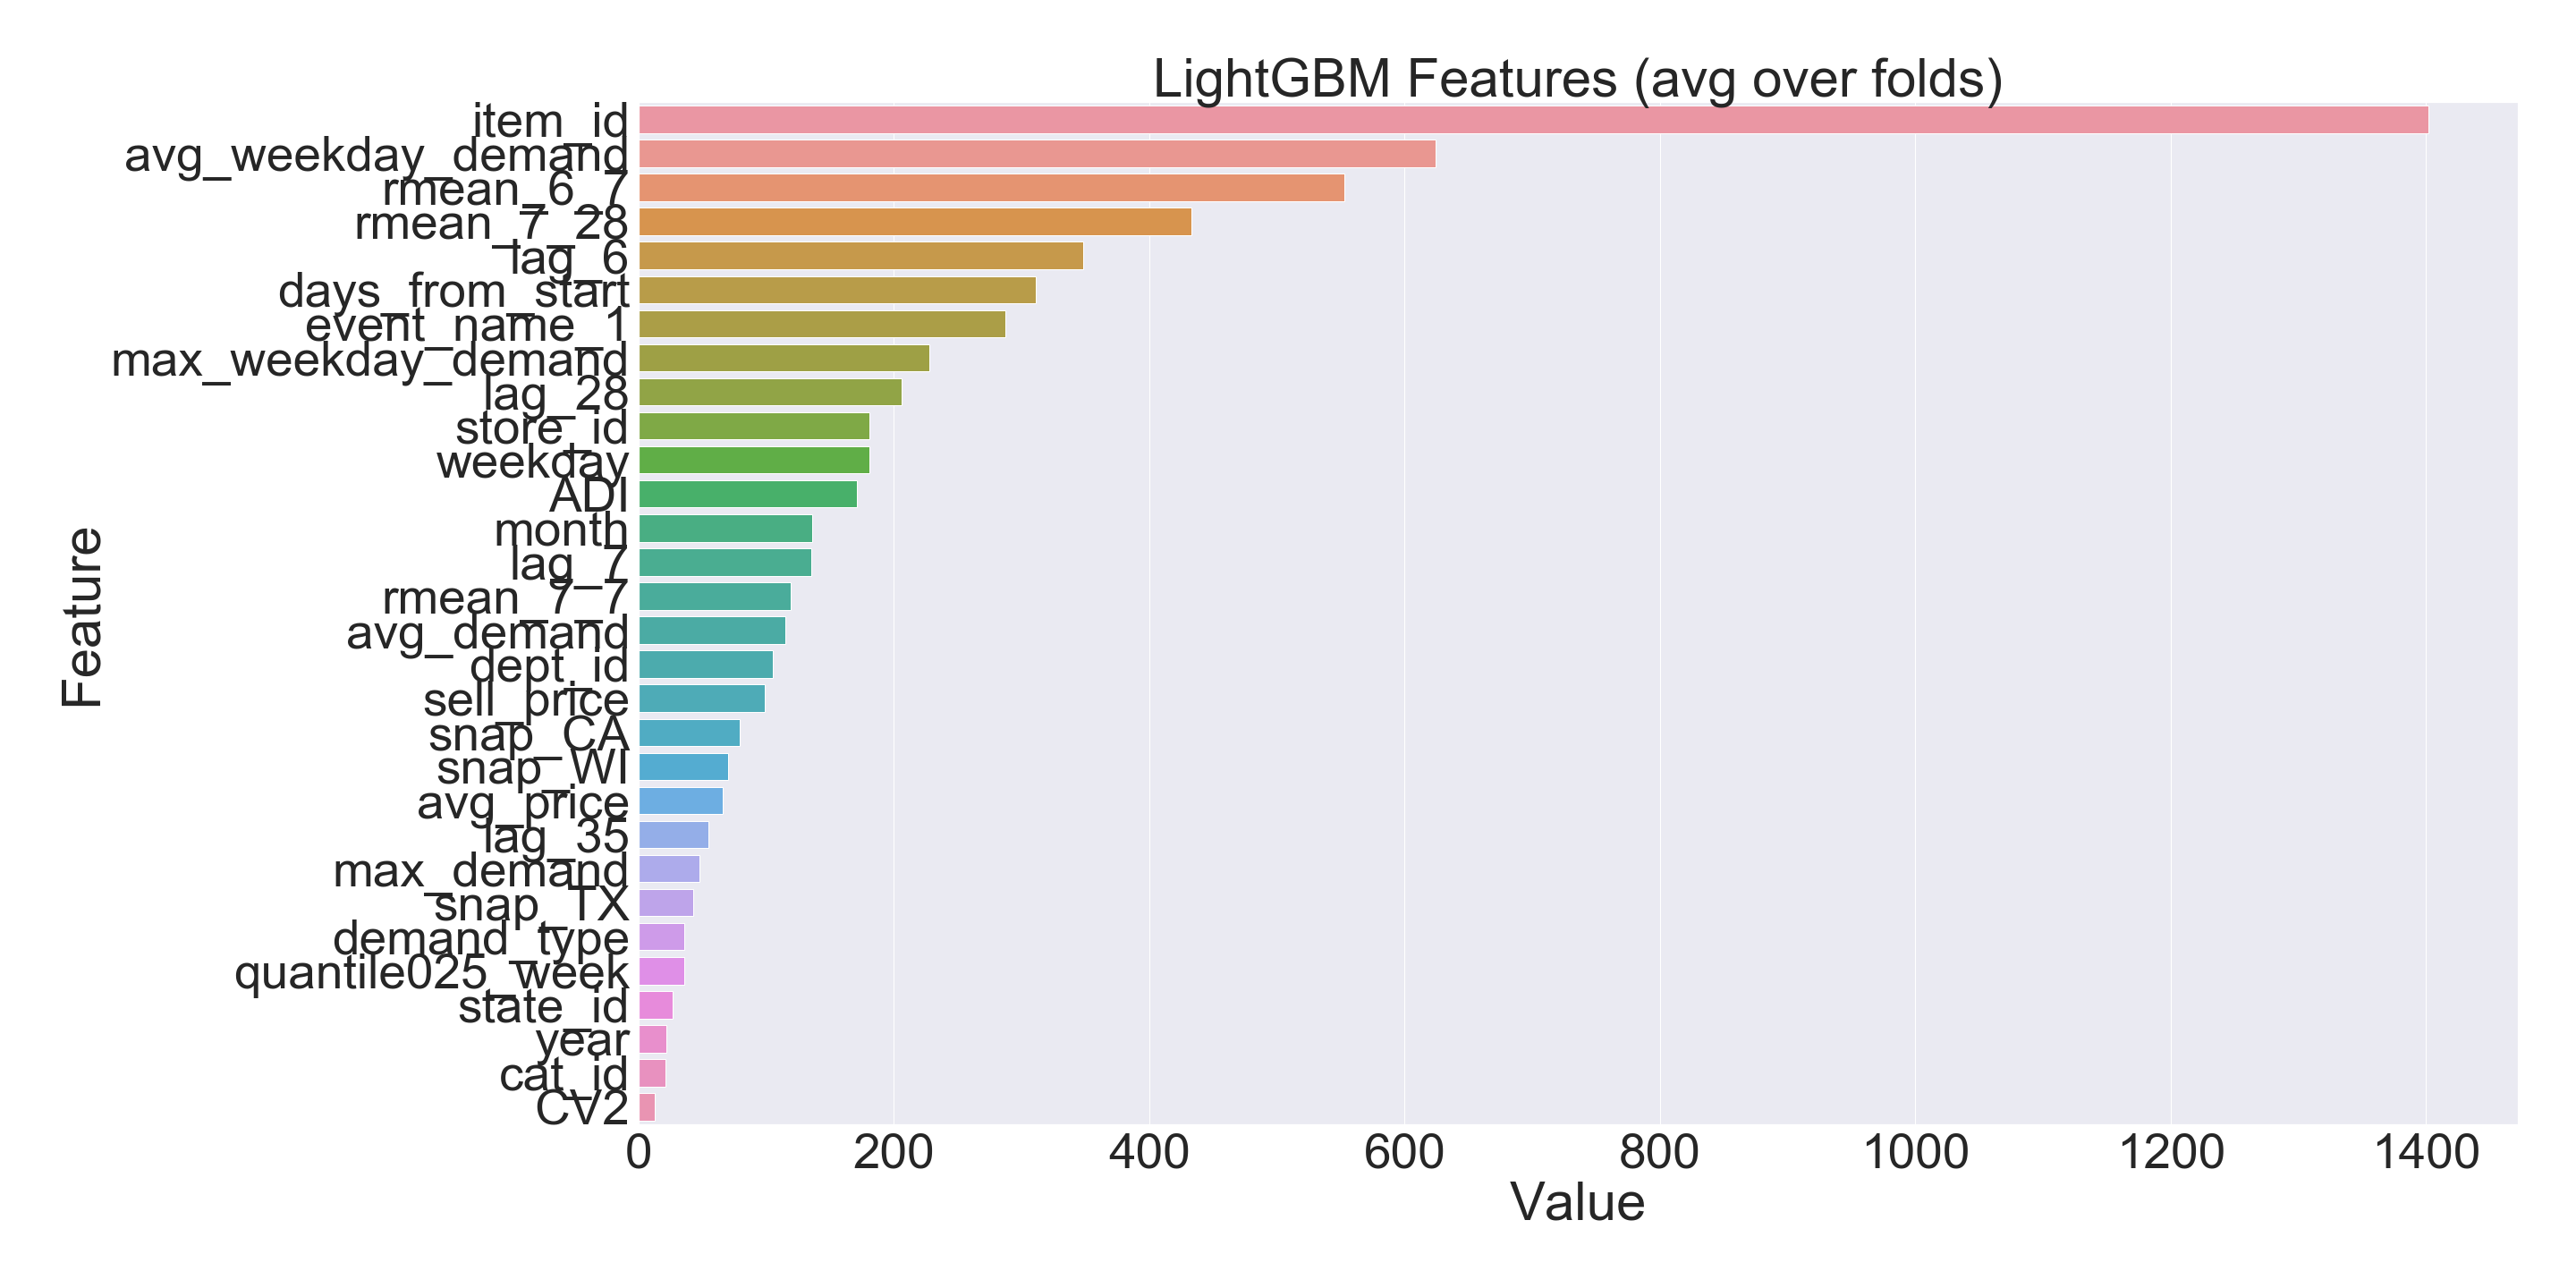 LightGBM Features (avg over folds)
item_id
avg_weekday_demand
rmean_6_7
rmean_7_28
lag_6
days_from_start
event_name_1
max_weekday_demand
lag_28
store_id
weekday
ADI
month
lag_7
rmean_7_7
avg_demand
dept_id
sell_price
snap_CA
snap_WI
avg_price
lag_35
max_demand
snap_TX
demand_type
quantile025_week
state_id
year
cat_id
CV2
Feature
0 200 400 600 800 1000 1200 1400
Value